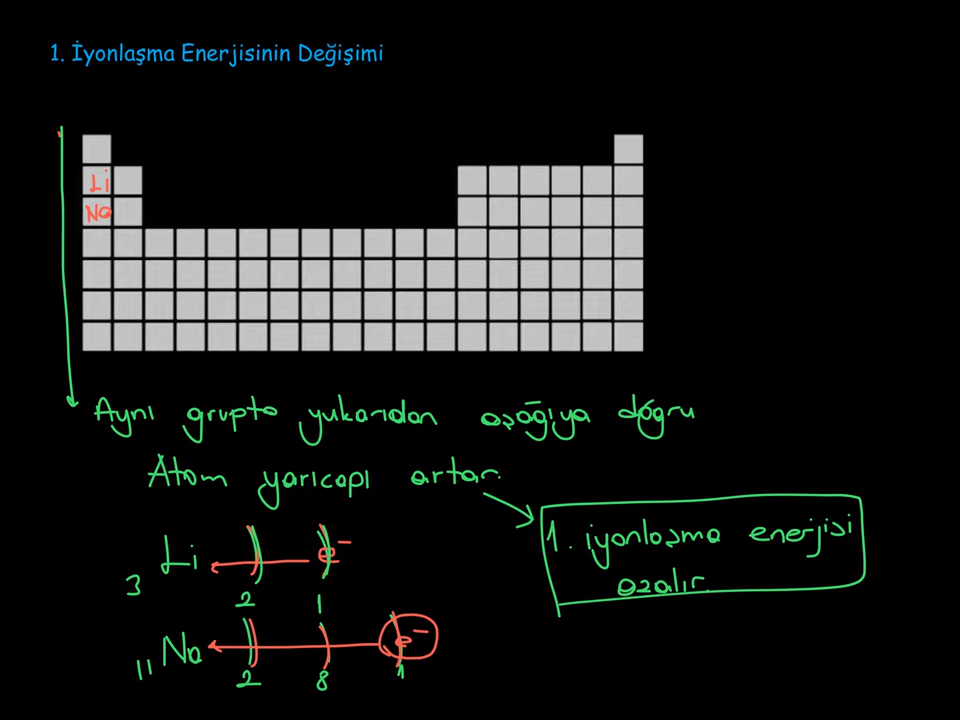 1. İyonlaşma Enerjisinin Değişimi
Li
Na
Aynı grupta yukarıdan aşağıya doğru
Atom yarıçapı artar.
1. iyonlaşma enerjisi
azalır.
3 Li e-
2 1
11 Na e-
2 8 1